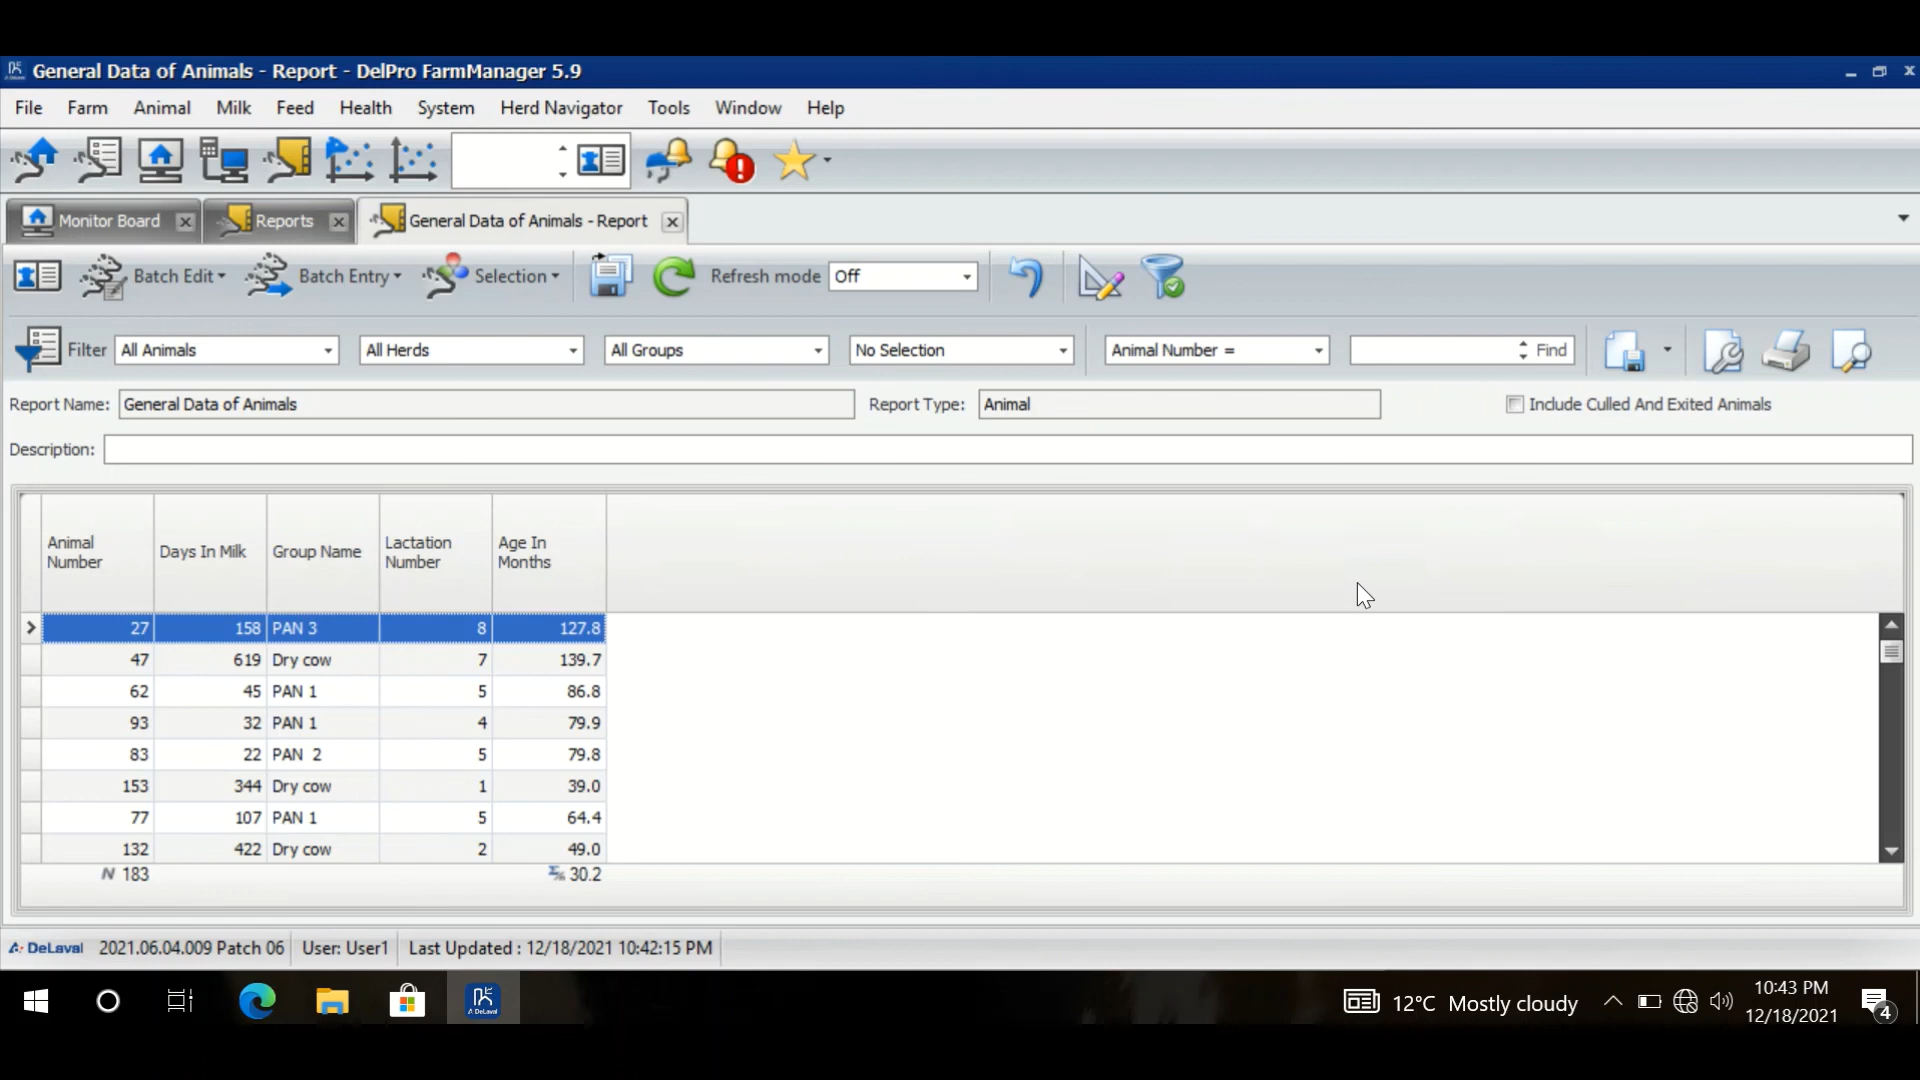 General Data of Animals - Report - DelPro FarmManager 5.9
File Farm Animal Milk Feed Health System Herd Navigator Tools Window Help
Monitor Board Reports General Data of Animals - Report
Batch Edit Batch Entry Selection Refresh mode Off
Filter All Animals All Herds All Groups No Selection Animal Number = Find
Report Name: General Data of Animals Report Type: Animal Include Culled And Exited Animals
Description:
Animal Number Days In Milk Group Name Lactation Number Age In Months
27 158 PAN 3 8 127.8
47 619 Dry cow 7 139.7
62 45 PAN 1 5 86.8
93 32 PAN 1 4 79.9
83 22 PAN  2 5 79.8
153 344 Dry cow 1 39.0
77 107 PAN 1 5 64.4
132 422 Dry cow 2 49.0
N 183 30.2
DeLaval 2021.06.04.009 Patch 06 User: User1 Last Updated : 12/18/2021 10:42:15 PM
DeLaval 12°C Mostly cloudy 10:43 PM
12/18/2021 4